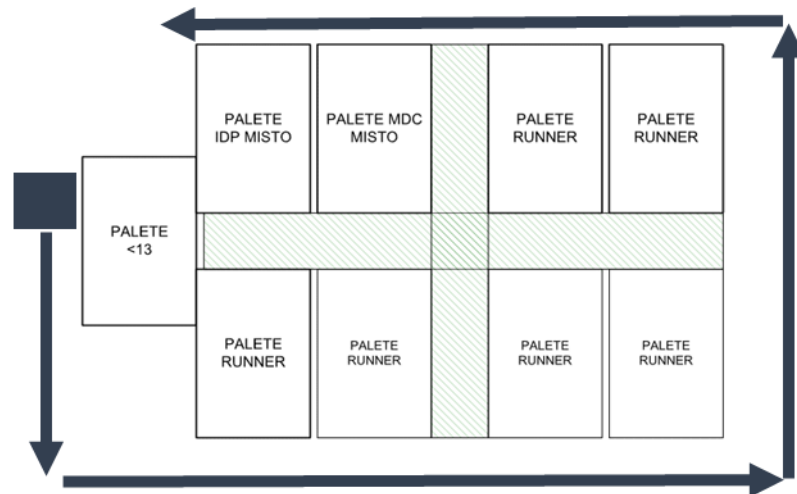 PALETE
IDP MISTO
PALETE MDC
MISTO
PALETE
RUNNER
PALETE
RUNNER
PALETE
<13
PALETE
RUNNER
PALETE
RUNNER
PALETE
RUNNER
PALETE
RUNNER